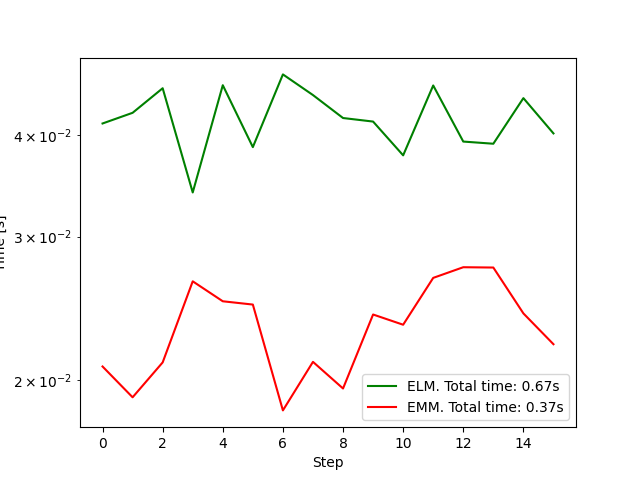 4 × 10⁻²
3 × 10⁻²
2 × 10⁻²
Time [s]
0 2 4 6 8 10 12 14
Step
ELM. Total time: 0.67s
EMM. Total time: 0.37s